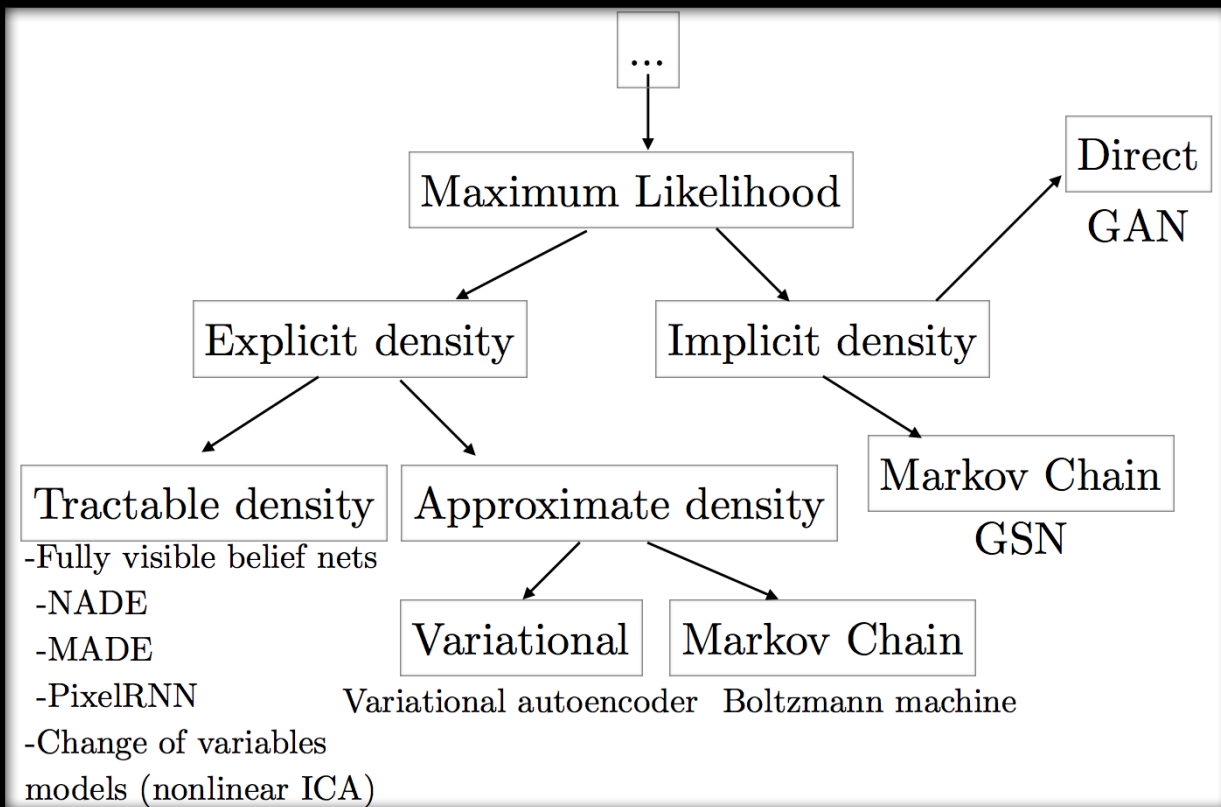 ...
Maximum Likelihood
Direct
GAN
Explicit density
Implicit density
Tractable density
-Fully visible belief nets
-NADE
-MADE
-PixelRNN
-Change of variables
models (nonlinear ICA)
Approximate density
Variational
Variational autoencoder
Markov Chain
Boltzmann machine
Markov Chain
GSN